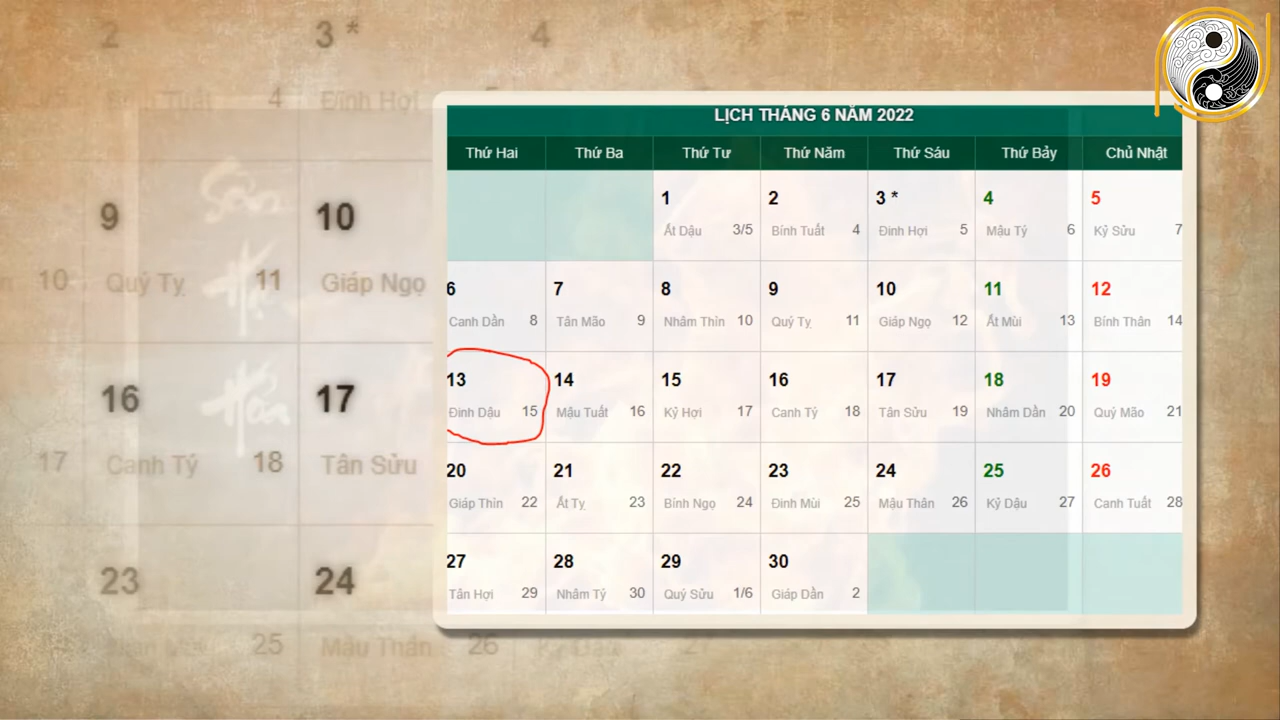 2 3 * 4
Bính Tuất 4 Đinh Hợi
9 10
10 Quý Tỵ 11 Giáp Ngọ
16 17
17 Canh Tý 18 Tân Sửu
23 24
25 Mậu Thân 26 27
LỊCH THÁNG 6 NĂM 2022
Thứ Hai Thứ Ba Thứ Tư Thứ Năm Thứ Sáu Thứ Bảy Chủ Nhật
1 2 3 * 4 5
Ất Dậu 3/5 Bính Tuất 4 Đinh Hợi 5 Mậu Tý 6 Kỷ Sửu 7
6 7 8 9 10 11 12
Canh Dần 8 Tân Mão 9 Nhâm Thìn 10 Quý Tỵ 11 Giáp Ngọ 12 Ất Mùi 13 Bính Thân 14
13 14 15 16 17 18 19
Đinh Dậu 15 Mậu Tuất 16 Kỷ Hợi 17 Canh Tý 18 Tân Sửu 19 Nhâm Dần 20 Quý Mão 21
20 21 22 23 24 25 26
Giáp Thìn 22 Ất Tỵ 23 Bính Ngọ 24 Đinh Mùi 25 Mậu Thân 26 Kỷ Dậu 27 Canh Tuất 28
27 28 29 30
Tân Hợi 29 Nhâm Tý 30 Quý Sửu 1/6 Giáp Dần 2